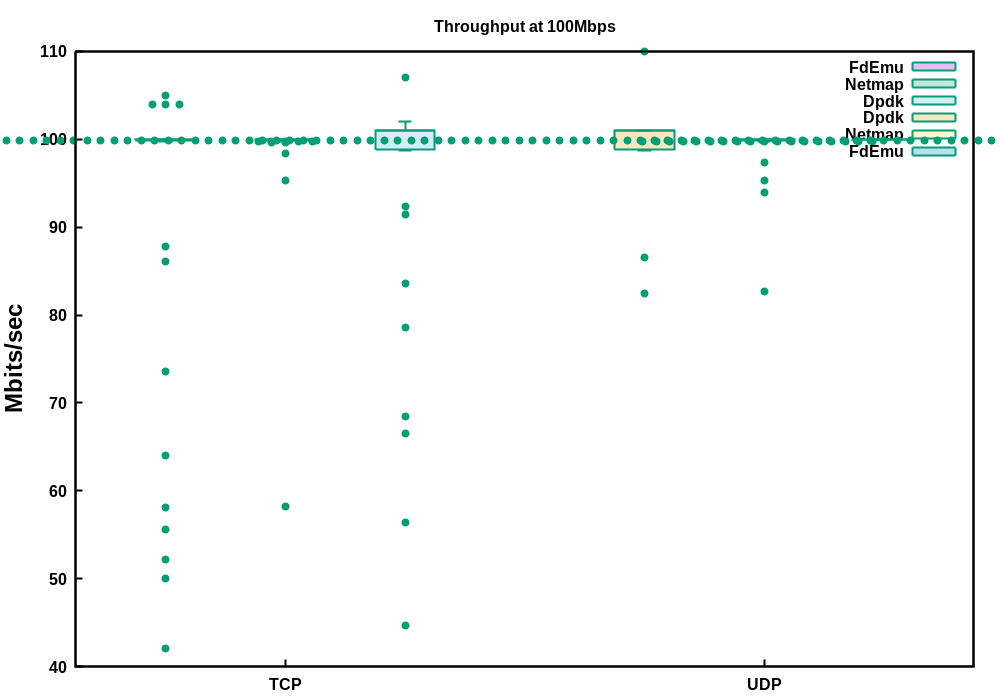 Throughput at 100Mbps
110
100
90
80
70
60
50
40
Mbits/sec
FdEmu
Netmap
Dpdk
Dpdk
Netmap
FdEmu
TCP
UDP